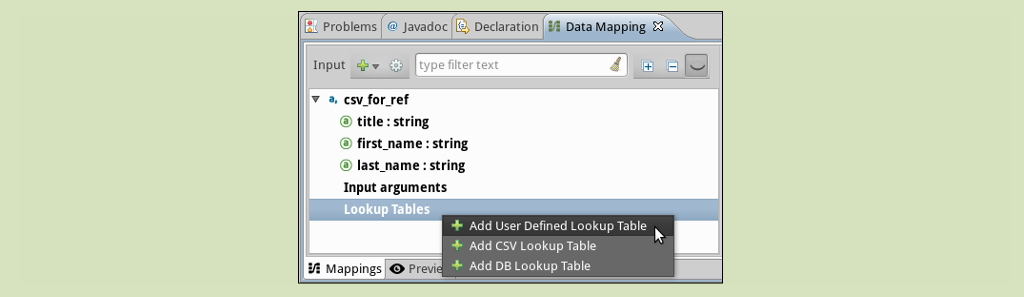 Problems @ Javadoc Declaration Data Mapping
Input type filter text
a, csv_for_ref
a title : string
a first_name : string
a last_name : string
Input arguments
Lookup Tables
Add User Defined Lookup Table
Add CSV Lookup Table
Add DB Lookup Table
Mappings Previe